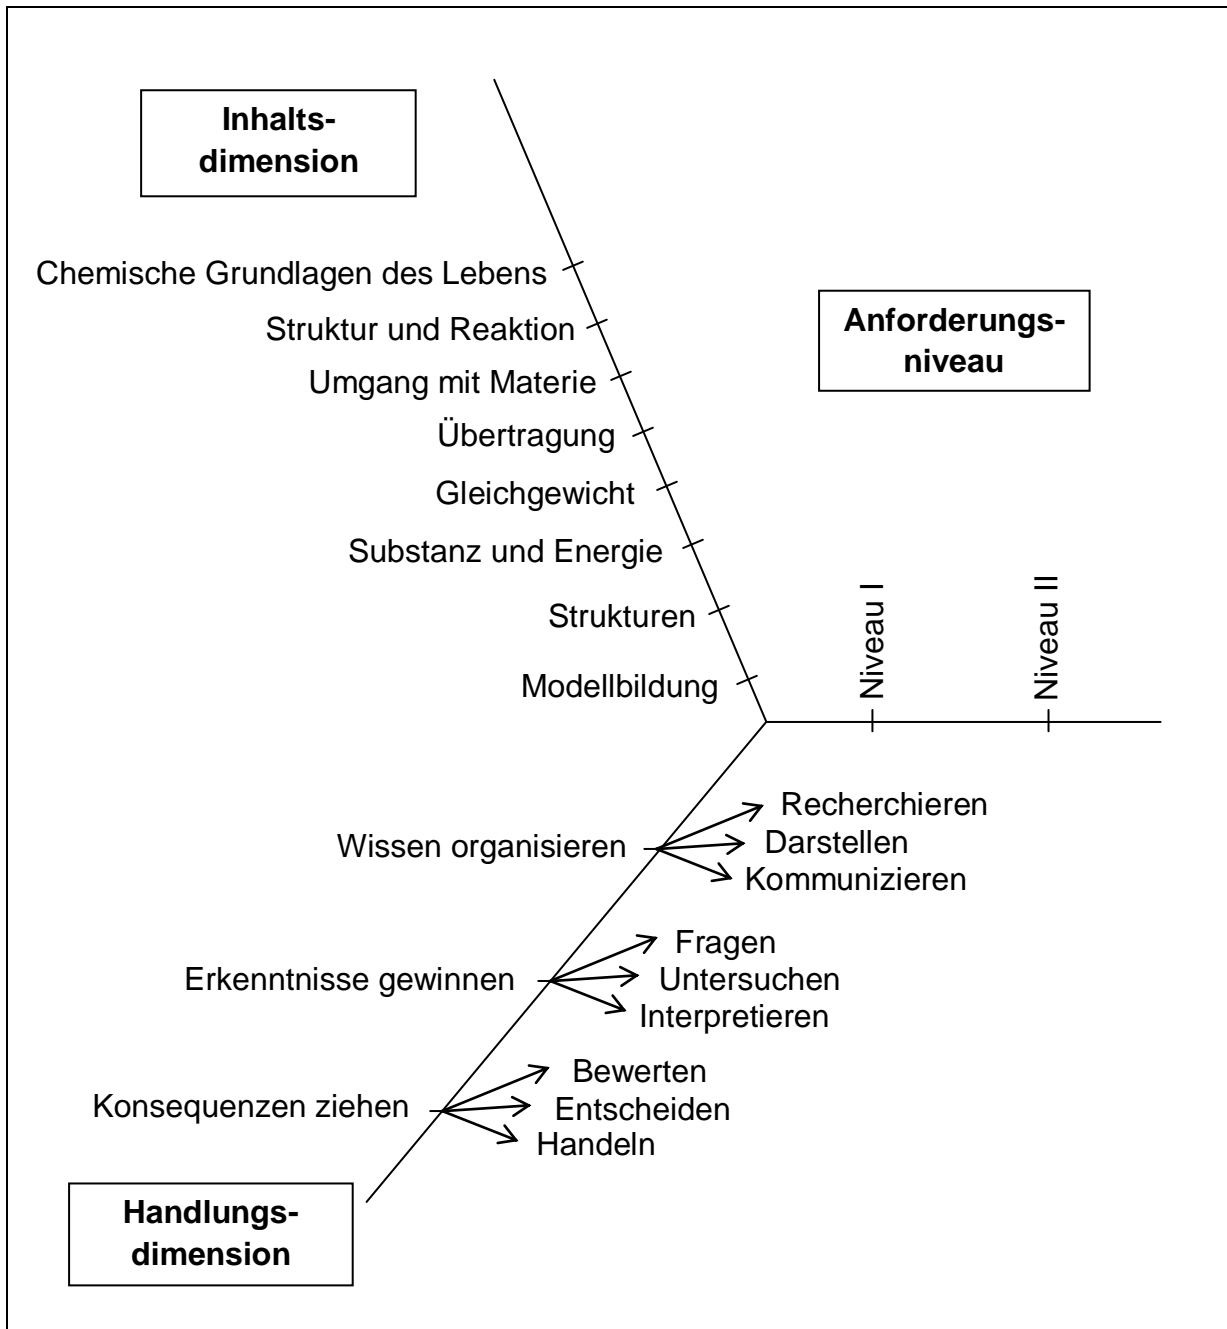 Inhalts-
dimension
Chemische Grundlagen des Lebens
Struktur und Reaktion
Umgang mit Materie
Übertragung
Gleichgewicht
Substanz und Energie
Strukturen
Modellbildung
Anforderungs-
niveau
Niveau I
Niveau II
Wissen organisieren
Recherchieren
Darstellen
Kommunizieren
Erkenntnisse gewinnen
Fragen
Untersuchen
Interpretieren
Konsequenzen ziehen
Bewerten
Entscheiden
Handeln
Handlungs-
dimension